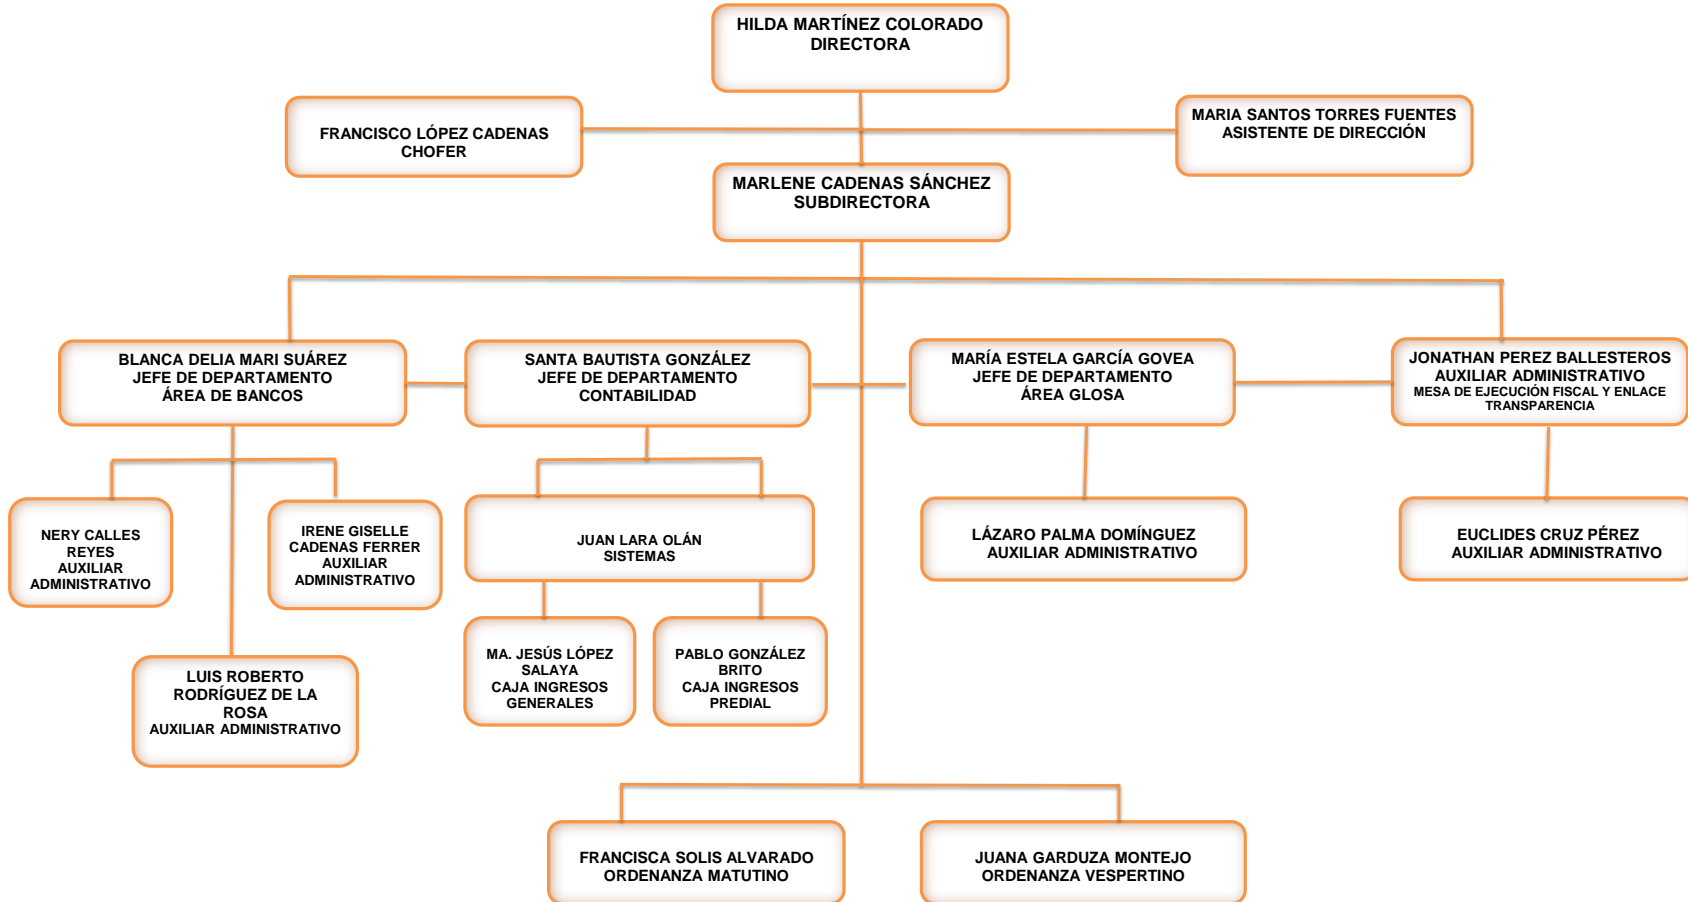 HILDA MARTÍNEZ COLORADO
DIRECTORA
FRANCISCO LÓPEZ CADENAS
CHOFER
MARIA SANTOS TORRES FUENTES
ASISTENTE DE DIRECCIÓN
MARLENE CADENAS SÁNCHEZ
SUBDIRECTORA
BLANCA DELIA MARI SUÁREZ
JEFE DE DEPARTAMENTO
ÁREA DE BANCOS
SANTA BAUTISTA GONZÁLEZ
JEFE DE DEPARTAMENTO
CONTABILIDAD
MARÍA ESTELA GARCÍA GOVEA
JEFE DE DEPARTAMENTO
ÁREA GLOSA
JONATHAN PEREZ BALLESTEROS
AUXILIAR ADMINISTRATIVO
MESA DE EJECUCIÓN FISCAL Y ENLACE
TRANSPARENCIA
NERY CALLES
REYES
AUXILIAR
ADMINISTRATIVO
IRENE GISELLE
CADENAS FERRER
AUXILIAR
ADMINISTRATIVO
JUAN LARA OLÁN
SISTEMAS
LÁZARO PALMA DOMÍNGUEZ
AUXILIAR ADMINISTRATIVO
EUCLIDES CRUZ PÉREZ
AUXILIAR ADMINISTRATIVO
LUIS ROBERTO
RODRÍGUEZ DE LA
ROSA
AUXILIAR ADMINISTRATIVO
MA. JESÚS LÓPEZ
SALAYA
CAJA INGRESOS
GENERALES
PABLO GONZÁLEZ
BRITO
CAJA INGRESOS
PREDIAL
FRANCISCA SOLIS ALVARADO
ORDENANZA MATUTINO
JUANA GARDUZA MONTEJO
ORDENANZA VESPERTINO